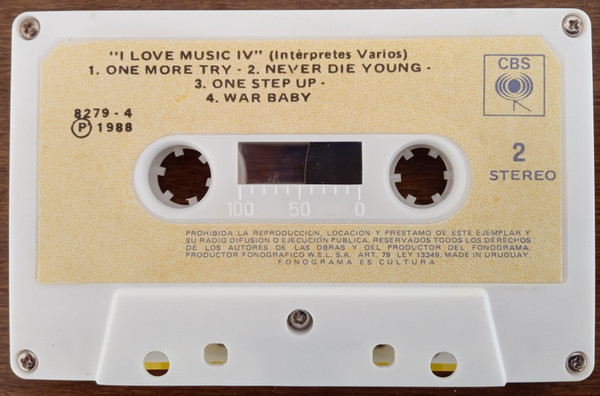 "I LOVE MUSIC IV" (Intérpretes Varios)
1. ONE MORE TRY - 2. NEVER DIE YOUNG -
3. ONE STEP UP -
4. WAR BABY
8279 - 4
Ⓟ 1988
CBS
2
STEREO
100 50 0
PROHIBIDA LA REPRODUCCION, LOCACION Y PRESTAMO DE ESTE EJEMPLAR Y
SU RADIO DIFUSION O EJECUCION PUBLICA. RESERVADOS TODOS LOS DERECHOS
DE LOS AUTORES DE LAS OBRAS Y DEL PRODUCTOR DEL FONOGRAMA.
PRODUCTOR FONOGRAFICO W.E.L. S.A. ART. 79 LEY 13349. MADE IN URUGUAY.
FONOGRAMA ES CULTURA